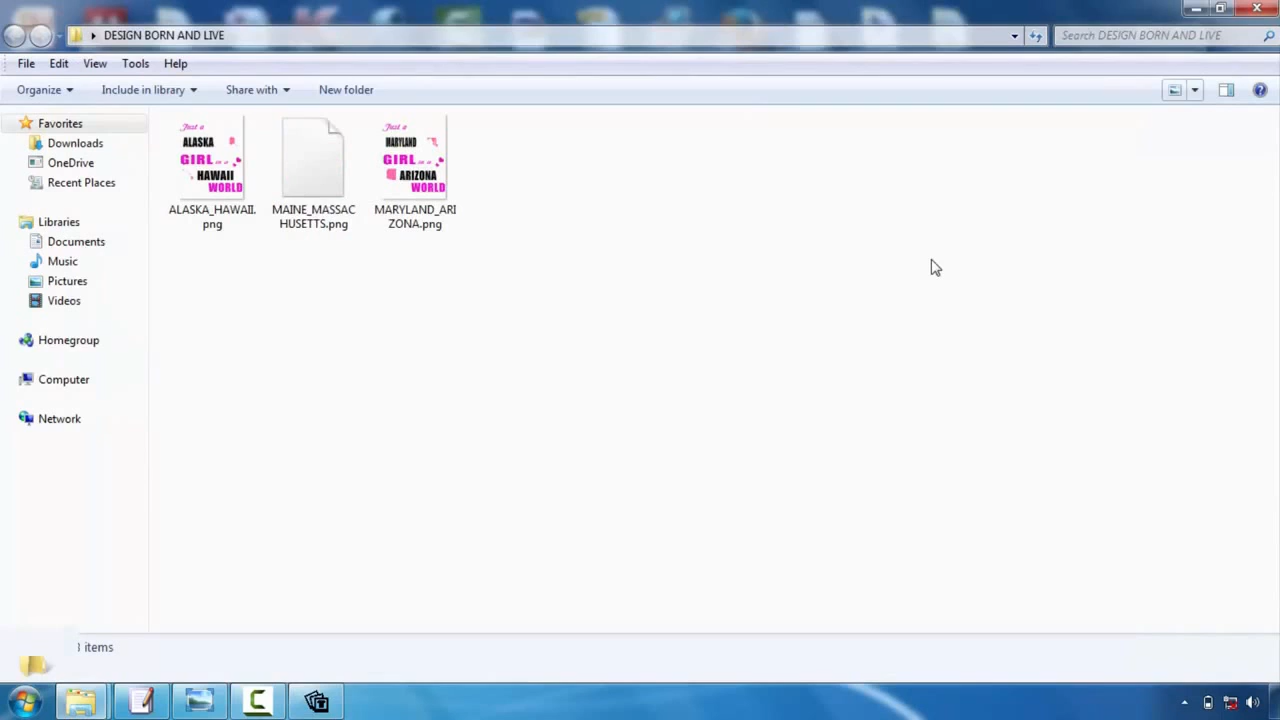 DESIGN BORN AND LIVE
Search DESIGN BORN AND LIVE
File Edit View Tools Help
Organize Include in library Share with New folder
Favorites
Downloads
OneDrive
Recent Places
Libraries
Documents
Music
Pictures
Videos
Homegroup
Computer
Network
Just a
ALASKA
GIRL in a
HAWAII
WORLD
ALASKA_HAWAII.
png
MAINE_MASSAC
HUSETTS.png
Just a
MARYLAND
GIRL in a
ARIZONA
WORLD
MARYLAND_ARI
ZONA.png
items